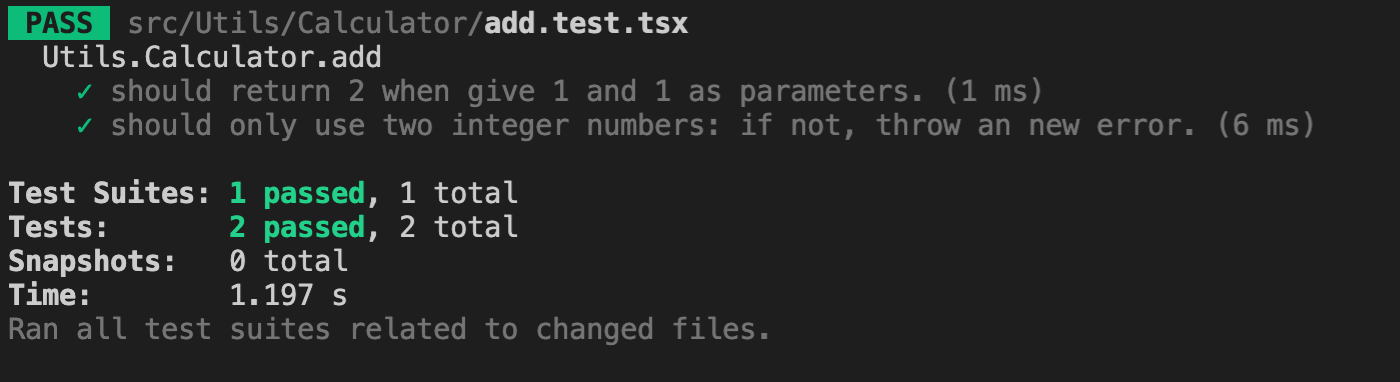 PASS src/Utils/Calculator/add.test.tsx
Utils.Calculator.add
✓ should return 2 when give 1 and 1 as parameters. (1 ms)
✓ should only use two integer numbers: if not, throw an new error. (6 ms)
Test Suites: 1 passed, 1 total
Tests: 2 passed, 2 total
Snapshots: 0 total
Time: 1.197 s
Ran all test suites related to changed files.